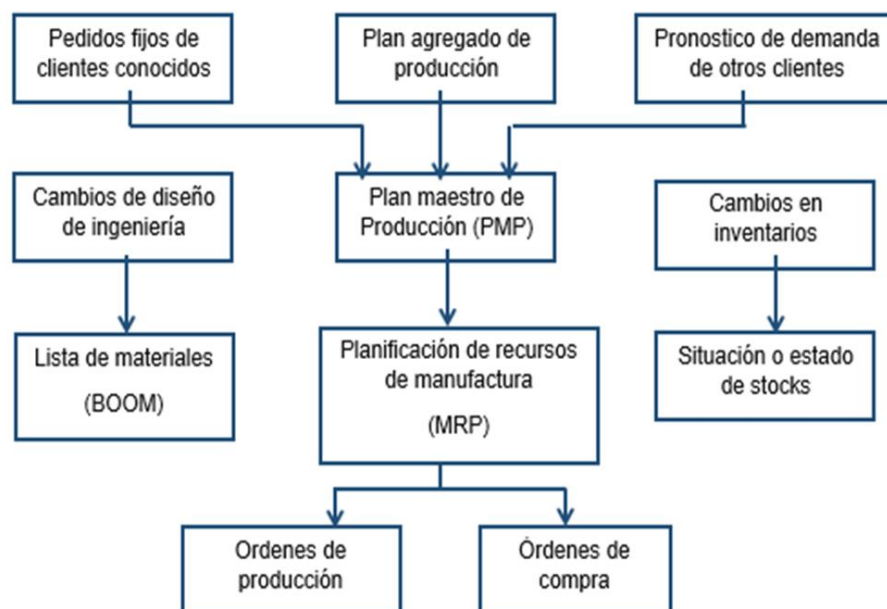 Pedidos fijos de
clientes conocidos
Plan agregado de
producción
Pronostico de demanda
de otros clientes
Cambios de diseño
de ingeniería
Plan maestro de
Producción (PMP)
Cambios en
inventarios
Lista de materiales
(BOOM)
Planificación de recursos
de manufactura
(MRP)
Situación o estado
de stocks
Ordenes de
producción
Órdenes de
compra